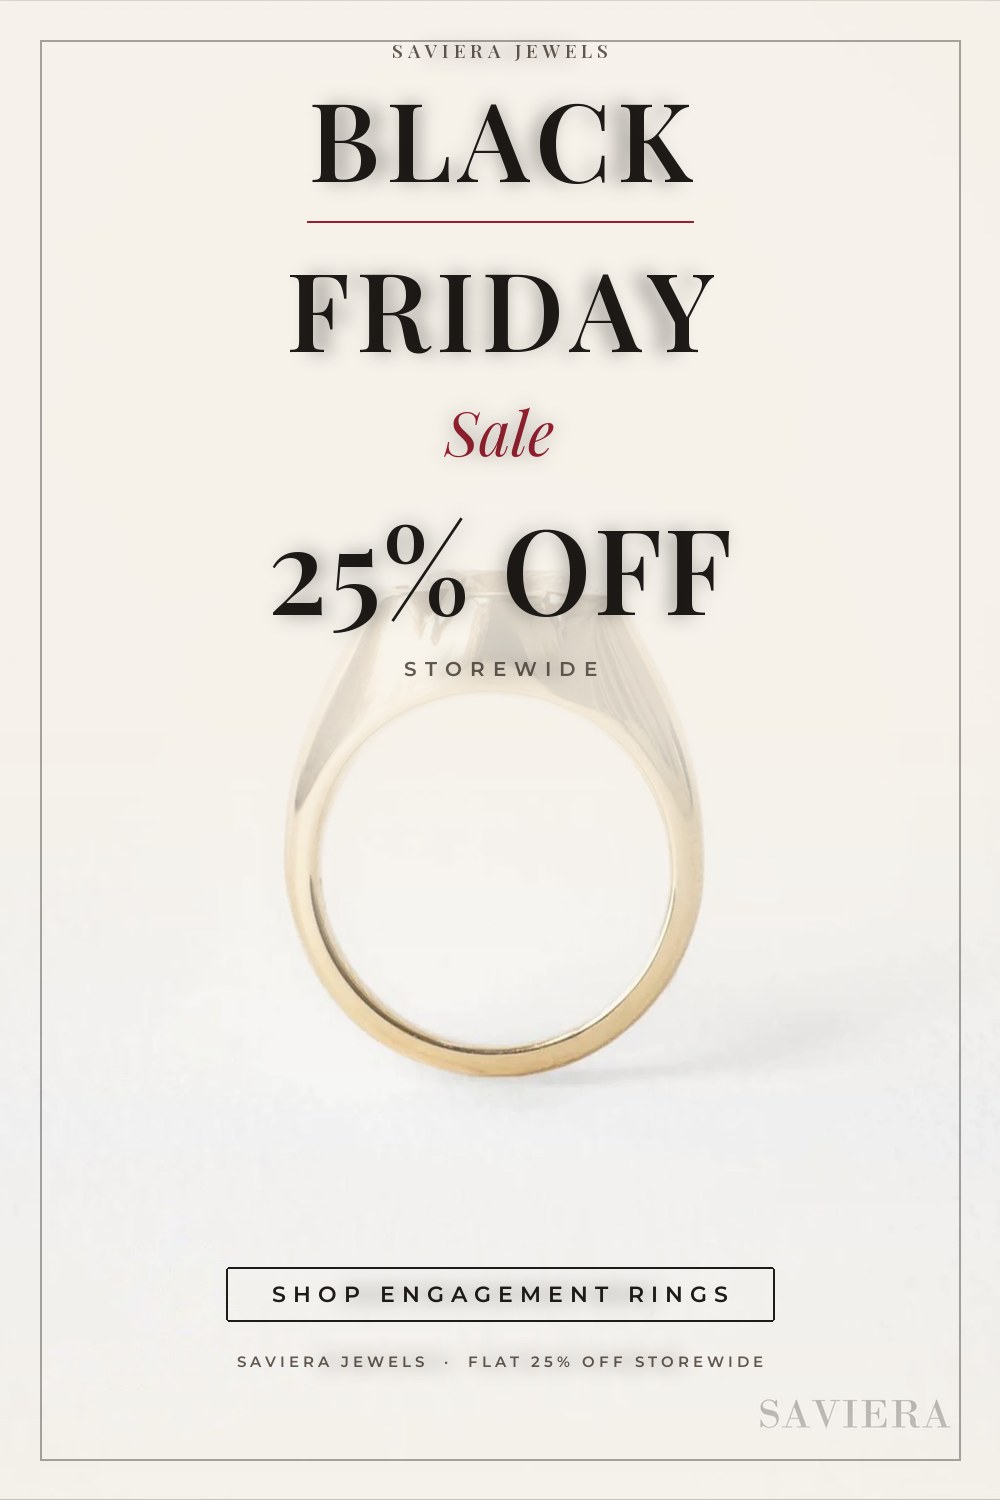 SAVIERA JEWELS
BLACK
FRIDAY
Sale
25% OFF
STOREWIDE
SHOP ENGAGEMENT RINGS
SAVIERA JEWELS · FLAT 25% OFF STOREWIDE
SAVIERA